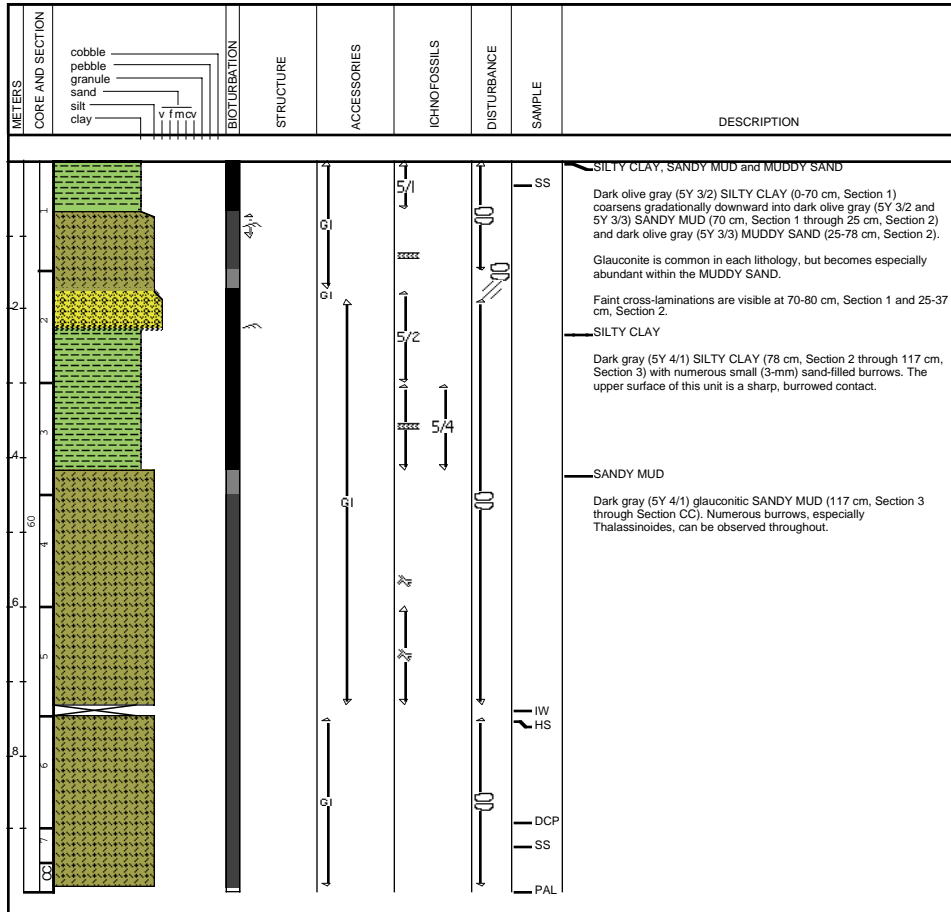 METERS
CORE AND SECTION
cobble
pebble
granule
sand
silt
clay
v f m c v
BIOTURBATION
STRUCTURE
ACCESSORIES
ICHNOFOSSILS
DISTURBANCE
SAMPLE
DESCRIPTION
2
4
6
8
60
1
2
3
4
5
6
7
CC
Gl
Gl
Gl
Gl
5/1
5/2
5/4
SS
IW
HS
DCP
SS
PAL
SILTY CLAY, SANDY MUD and MUDDY SAND
Dark olive gray (5Y 3/2) SILTY CLAY (0-70 cm, Section 1)
coarsens gradationally downward into dark olive gray (5Y 3/2 and
5Y 3/3) SANDY MUD (70 cm, Section 1 through 25 cm, Section 2)
and dark olive gray (5Y 3/3) MUDDY SAND (25-78 cm, Section 2).
Glauconite is common in each lithology, but becomes especially
abundant within the MUDDY SAND.
Faint cross-laminations are visible at 70-80 cm, Section 1 and 25-37
cm, Section 2.
SILTY CLAY
Dark gray (5Y 4/1) SILTY CLAY (78 cm, Section 2 through 117 cm,
Section 3) with numerous small (3-mm) sand-filled burrows. The
upper surface of this unit is a sharp, burrowed contact.
SANDY MUD
Dark gray (5Y 4/1) glauconitic SANDY MUD (117 cm, Section 3
through Section CC). Numerous burrows, especially
Thalassinoides, can be observed throughout.